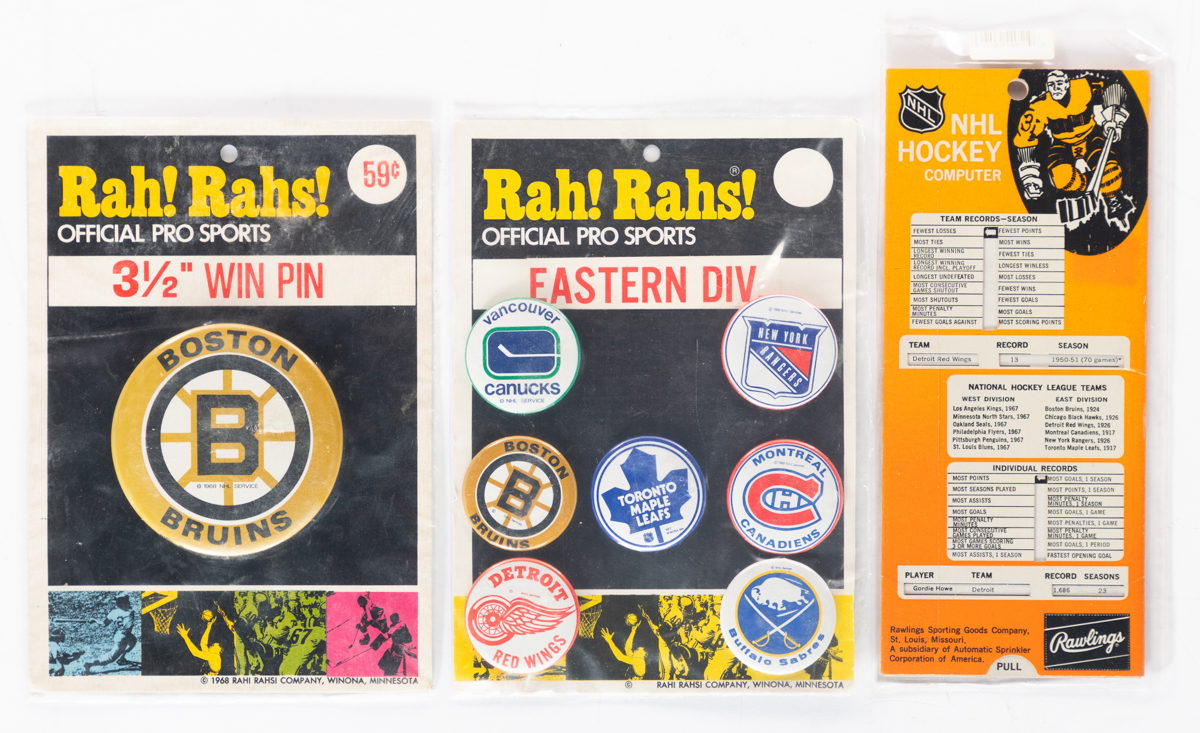 Rah! Rahs!
59¢
OFFICIAL PRO SPORTS
3½" WIN PIN
BOSTON
B
© 1968 NHL SERVICE
BRUINS
© 1968 RAH! RAHS! COMPANY, WINONA, MINNESOTA
Rah! Rahs!®
OFFICIAL PRO SPORTS
EASTERN DIV
vancouver
canucks
© NHL SERVICE
NEW YORK
RANGERS
BOSTON
B
BRUINS
TORONTO
MAPLE
LEAFS
MONTREAL
CH
CANADIENS
DETROIT
RED WINGS
Buffalo Sabres
67
© RAH! RAHS! COMPANY, WINONA, MINNESOTA
NHL
NHL
HOCKEY
COMPUTER
TEAM RECORDS—SEASON
FEWEST LOSSES FEWEST POINTS
MOST TIES MOST WINS
LONGEST WINNING
RECORD FEWEST TIES
LONGEST WINNING
RECORD INCL. PLAYOFF LONGEST WINLESS
LONGEST UNDEFEATED MOST LOSSES
MOST CONSECUTIVE
GAMES SHUTOUT FEWEST WINS
MOST SHUTOUTS FEWEST GOALS
MOST PENALTY
MINUTES MOST GOALS
FEWEST GOALS AGAINST MOST SCORING POINTS
TEAM RECORD SEASON
Detroit Red Wings 13 1950-51 (70 games)*
NATIONAL HOCKEY LEAGUE TEAMS
WEST DIVISION EAST DIVISION
Los Angeles Kings, 1967 Boston Bruins, 1924
Minnesota North Stars, 1967 Chicago Black Hawks, 1926
Oakland Seals, 1967 Detroit Red Wings, 1926
Philadelphia Flyers, 1967 Montreal Canadiens, 1917
Pittsburgh Penguins, 1967 New York Rangers, 1926
St. Louis Blues, 1967 Toronto Maple Leafs, 1917
INDIVIDUAL RECORDS
MOST POINTS MOST GOALS, 1 SEASON
MOST SEASONS PLAYED MOST POINTS, 1 SEASON
MOST ASSISTS MOST PENALTY
MINUTES, 1 SEASON
MOST GOALS MOST GOALS, 1 GAME
MOST PENALTY
MINUTES MOST PENALTIES, 1 GAME
MOST CONSECUTIVE
GAMES PLAYED MOST PENALTY
MINUTES, 1 GAME
MOST GAMES SCORING
3 OR MORE GOALS MOST GOALS, 1 PERIOD
MOST ASSISTS, 1 SEASON FASTEST OPENING GOAL
PLAYER TEAM RECORD SEASONS
Gordie Howe Detroit 1,686 23
Rawlings Sporting Goods Company,
St. Louis, Missouri.
A subsidiary of Automatic Sprinkler
Corporation of America.
PULL
Rawlings